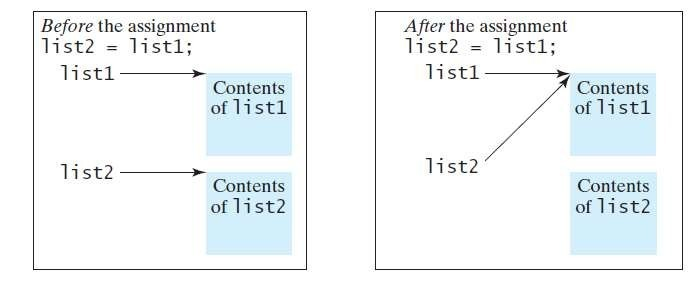 Before the assignment
list2 = list1;
list1
Contents
of list1
list2
Contents
of list2
After the assignment
list2 = list1;
list1
Contents
of list1
list2
Contents
of list2